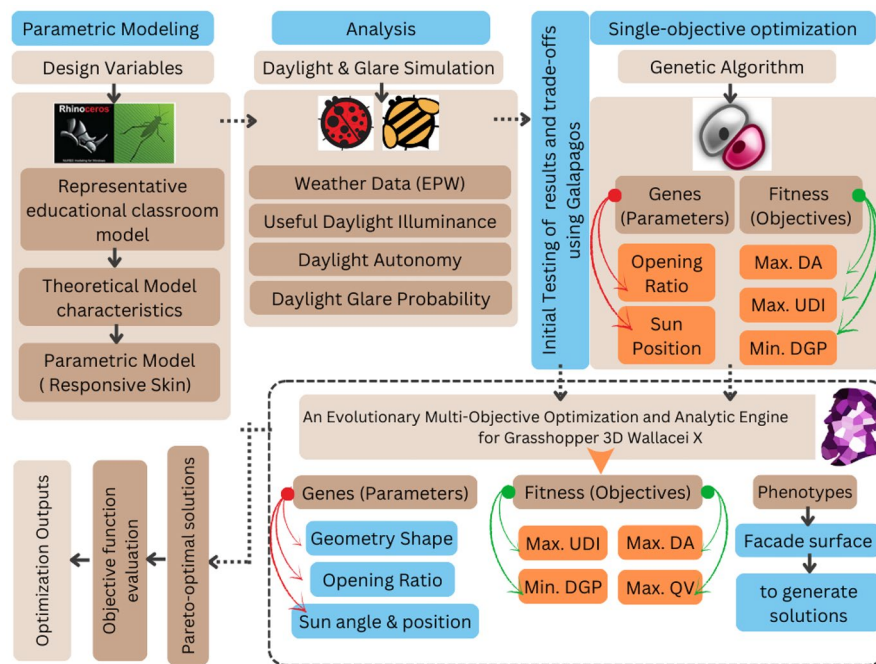 Parametric Modeling
Design Variables
Rhinoceros
Representative
educational classroom
model
Theoretical Model
characteristics
Parametric Model
( Responsive Skin)
Analysis
Daylight & Glare Simulation
Weather Data (EPW)
Useful Daylight Illuminance
Daylight Autonomy
Daylight Glare Probability
Initial Testing of results and trade-offs
using Galapagos
Single-objective optimization
Genetic Algorithm
Genes
(Parameters)
Fitness
(Objectives)
Opening
Ratio
Sun
Position
Max. DA
Max. UDI
Min. DGP
An Evolutionary Multi-Objective Optimization and Analytic Engine
for Grasshopper 3D Wallacei X
Genes (Parameters)
Geometry Shape
Opening Ratio
Sun angle & position
Fitness (Objectives)
Max. UDI
Max. DA
Min. DGP
Max. QV
Phenotypes
Facade surface
to generate
solutions
Pareto-optimal solutions
Objective function
evaluation
Optimization Outputs